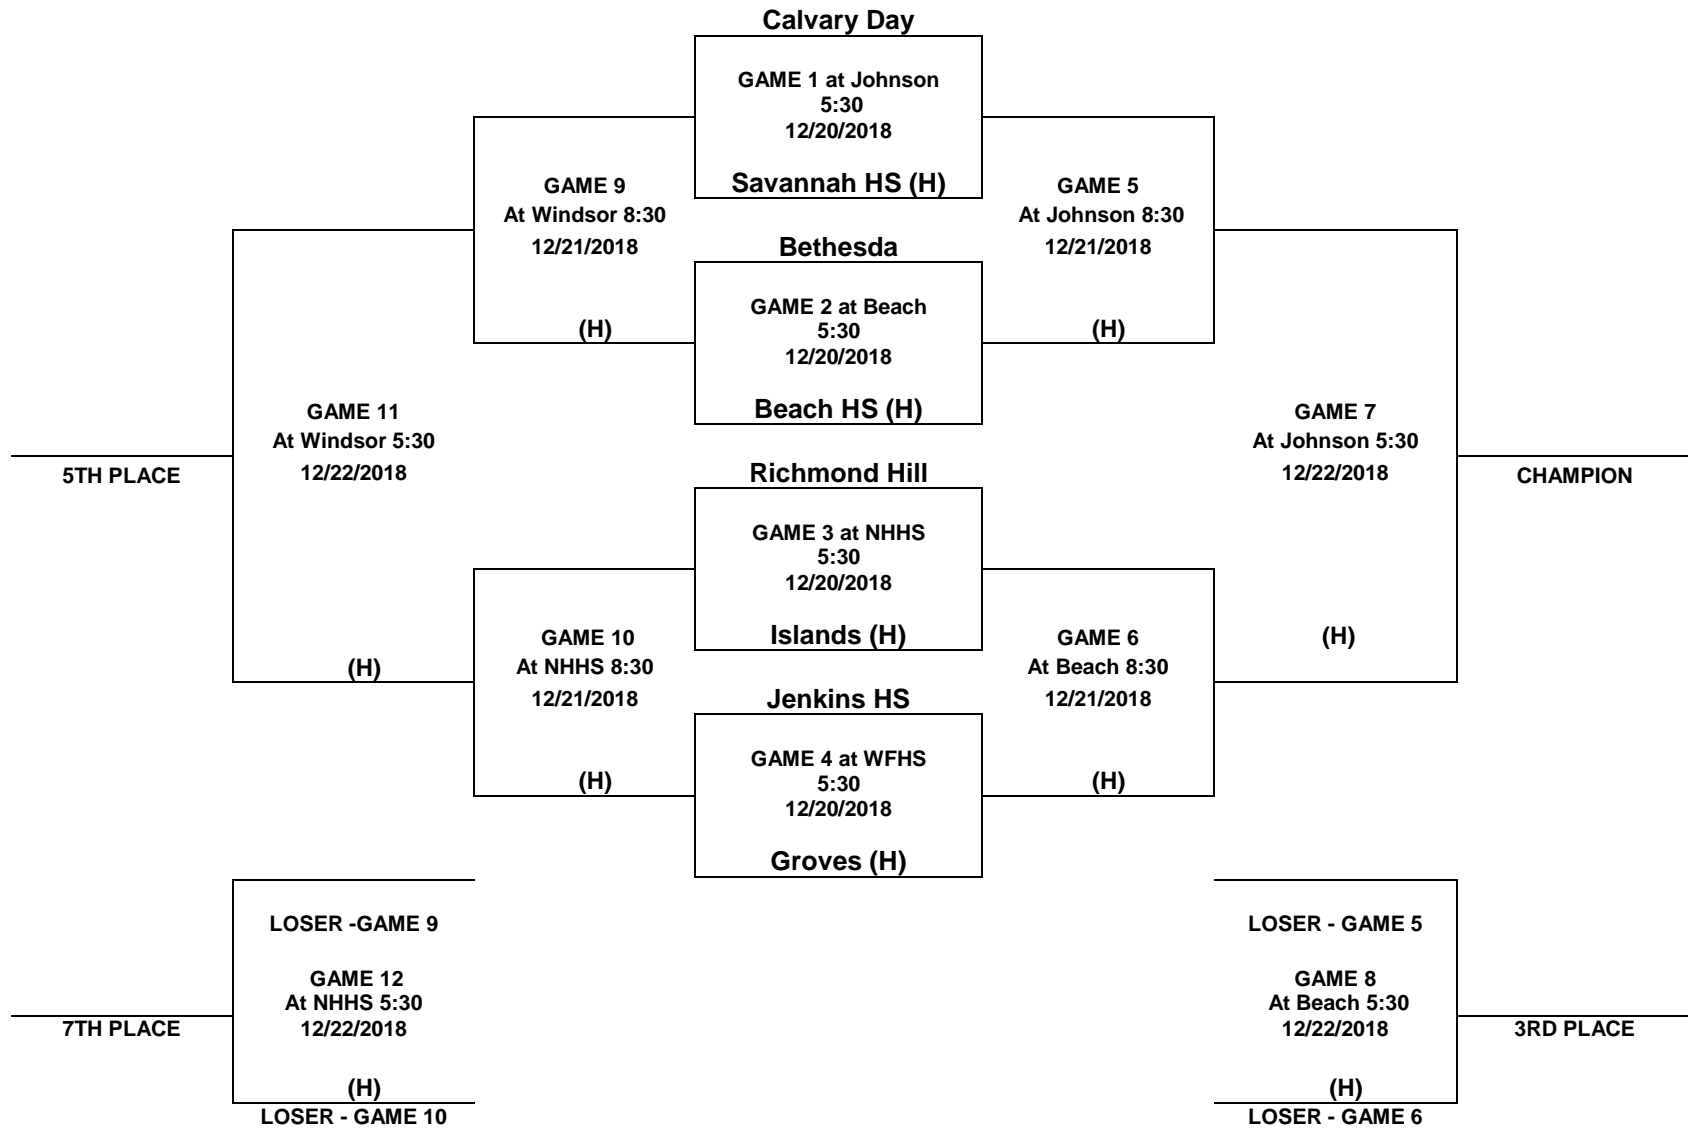 Calvary Day
GAME 1 at Johnson
5:30
12/20/2018
Savannah HS (H)
GAME 9
At Windsor 8:30
12/21/2018
(H)
GAME 5
At Johnson 8:30
12/21/2018
(H)
Bethesda
GAME 2 at Beach
5:30
12/20/2018
Beach HS (H)
GAME 11
At Windsor 5:30
12/22/2018
(H)
5TH PLACE
GAME 7
At Johnson 5:30
12/22/2018
(H)
CHAMPION
Richmond Hill
GAME 3 at NHHS
5:30
12/20/2018
Islands (H)
GAME 10
At NHHS 8:30
12/21/2018
(H)
GAME 6
At Beach 8:30
12/21/2018
(H)
Jenkins HS
GAME 4 at WFHS
5:30
12/20/2018
Groves (H)
LOSER -GAME 9
GAME 12
At NHHS 5:30
12/22/2018
(H)
LOSER - GAME 10
7TH PLACE
LOSER - GAME 5
GAME 8
At Beach 5:30
12/22/2018
(H)
LOSER - GAME 6
3RD PLACE